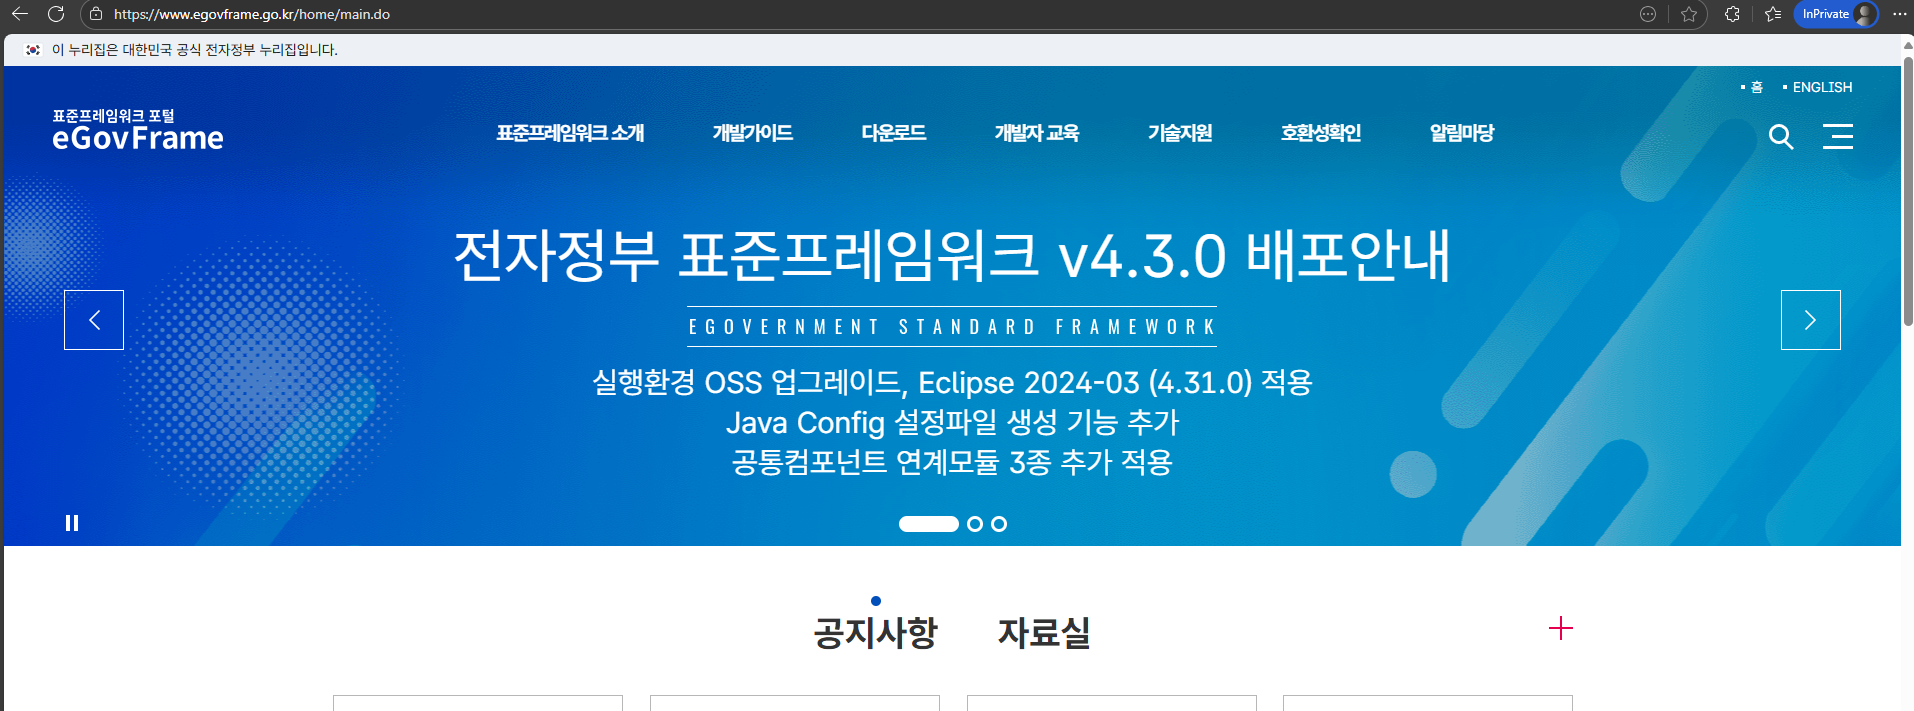 https://www.egovframe.go.kr/home/main.do
InPrivate
이 누리집은 대한민국 공식 전자정부 누리집입니다.
홈
ENGLISH
표준프레임워크 포털
eGovFrame
표준프레임워크 소개
개발가이드
다운로드
개발자 교육
기술지원
호환성확인
알림마당
전자정부 표준프레임워크 v4.3.0 배포안내
EGOVERNMENT STANDARD FRAMEWORK
실행환경 OSS 업그레이드, Eclipse 2024-03 (4.31.0) 적용
Java Config 설정파일 생성 기능 추가
공통컴포넌트 연계모듈 3종 추가 적용
공지사항
자료실